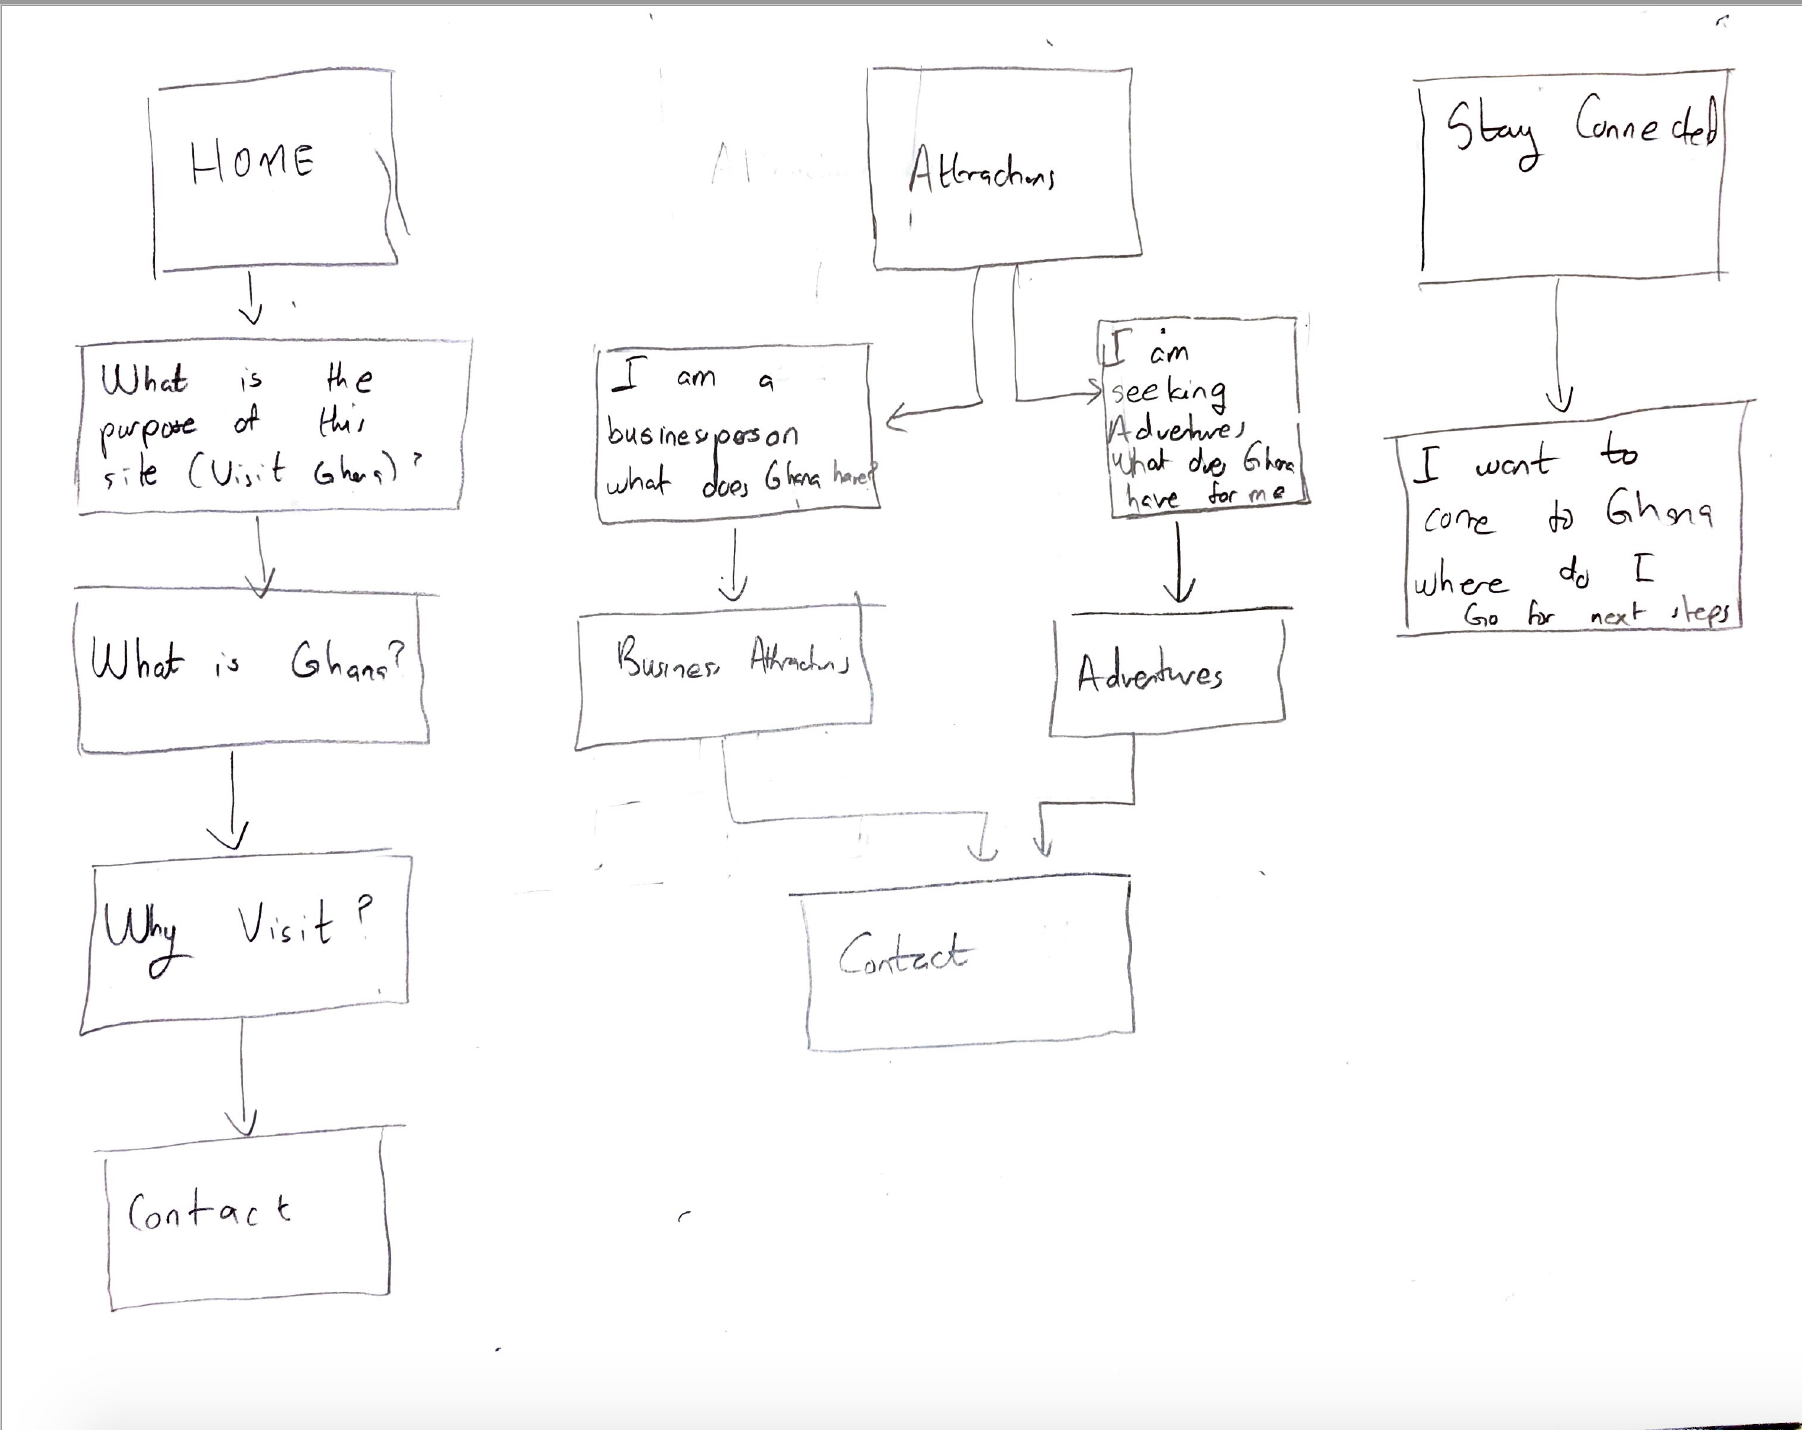 HOME
What is the
purpose of this
site (Visit Ghana)?
What is Ghana?
Why Visit?
Contact
Attractions
I am a
businessperson
what does Ghana have?
Business Attractions
I am
seeking
Adventures
What does Ghana
have for me
Adventures
Contact
Stay Connected
I want to
come to Ghana
where do I
Go for next steps